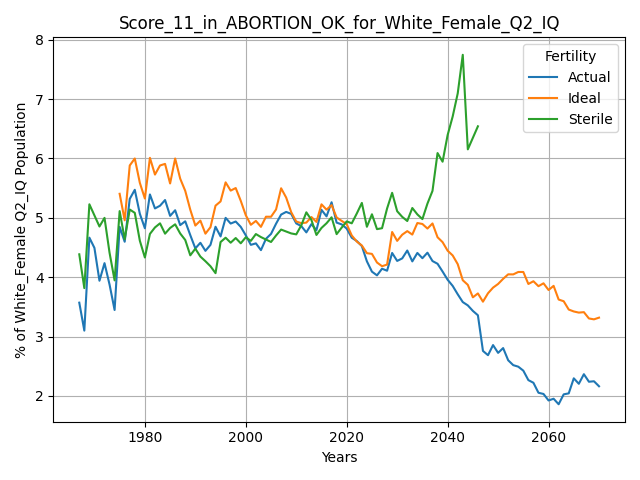 Score_11_in_ABORTION_OK_for_White_Female_Q2_IQ
% of White_Female Q2_IQ Population
8
7
6
5
4
3
2
Fertility
Actual
Ideal
Sterile
1980
2000
2020
2040
2060
Years